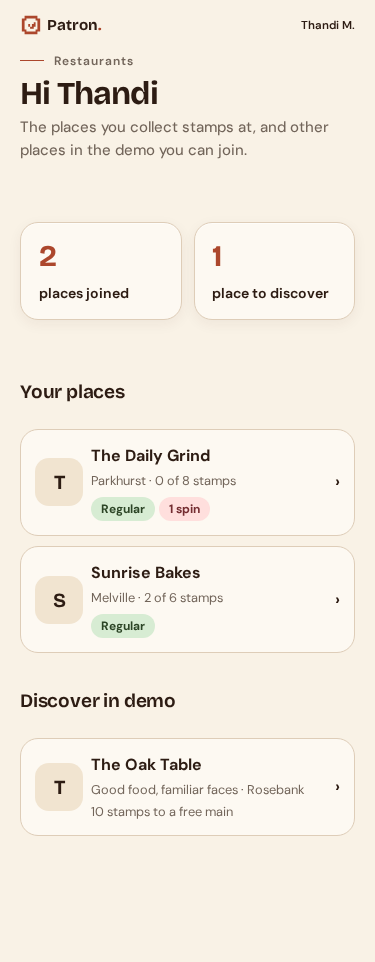 Patron.
Thandi M.
Restaurants
Hi Thandi
The places you collect stamps at, and other
places in the demo you can join.
2
places joined
1
place to discover
Your places
T
The Daily Grind
Parkhurst · 0 of 8 stamps
Regular
1 spin
›
S
Sunrise Bakes
Melville · 2 of 6 stamps
Regular
›
Discover in demo
T
The Oak Table
Good food, familiar faces · Rosebank
10 stamps to a free main
›